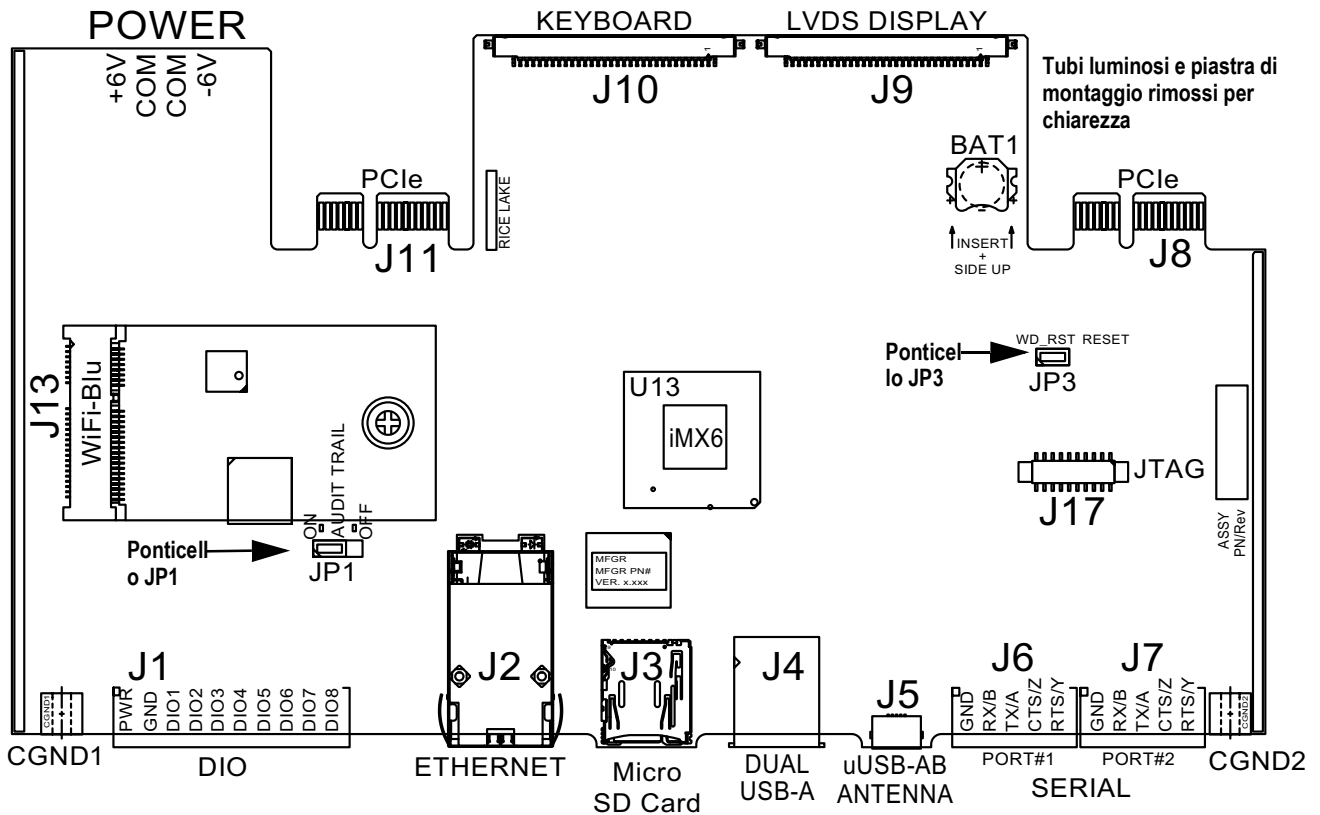 POWER
+6V
COM
COM
-6V
KEYBOARD
J10
LVDS DISPLAY
J9
Tubi luminosi e piastra di
montaggio rimossi per
chiarezza
BAT1
+
-
+ +
INSERT
+
SIDE UP
PCIe
J11
RICE LAKE
PCIe
J8
J13
WiFi-Blu
ON
AUDIT TRAIL
OFF
Ponticell
o JP1
JP1
U13
iMX6
Ponticel
lo JP3
WD_RST RESET
JP3
JTAG
J17
ASSY
PN/Rev
MFGR
MFGR PN#
VER. x.xxx
J1
PWR
GND
DIO1
DIO2
DIO3
DIO4
DIO5
DIO6
DIO7
DIO8
DIO
CGND1
CGND1
J2
ETHERNET
J3
Micro
SD Card
J4
DUAL
USB-A
J5
uUSB-AB
ANTENNA
J6
GND
RX/B
TX/A
CTS/Z
RTS/Y
PORT#1
J7
GND
RX/B
TX/A
CTS/Z
RTS/Y
PORT#2
SERIAL
CGND2
CGND2